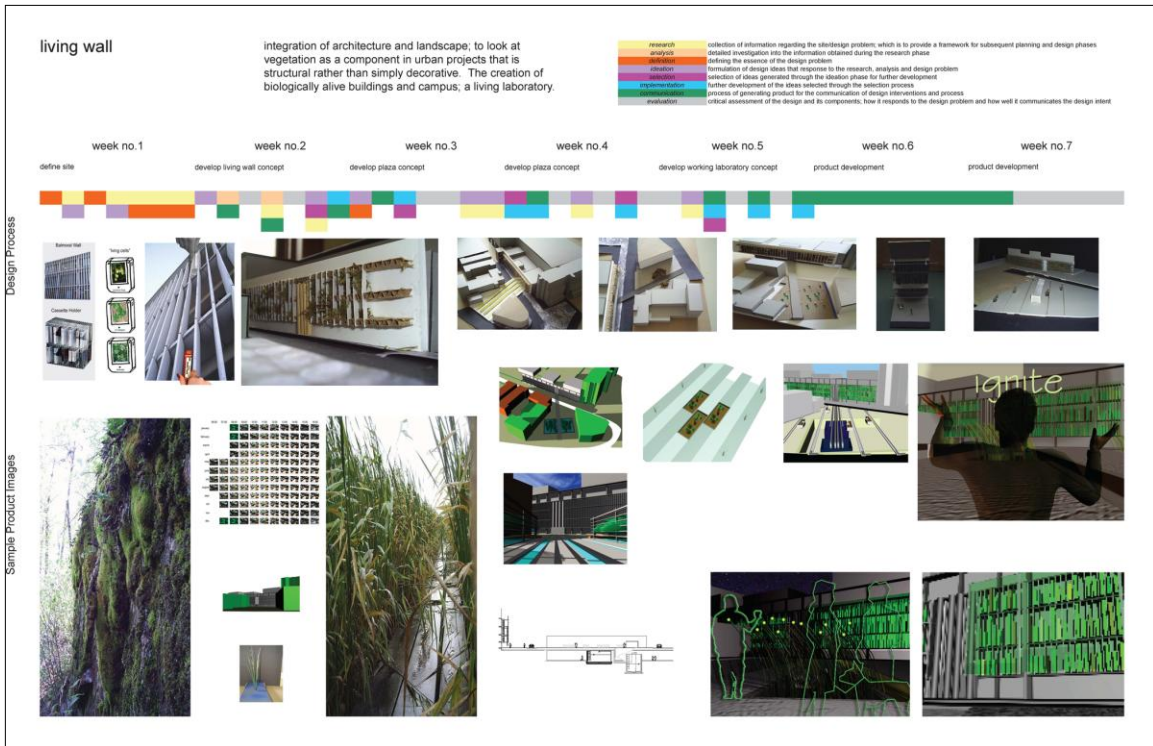 living wall
integration of architecture and landscape; to look at
vegetation as a component in urban projects that is
structural rather than simply decorative. The creation of
biologically alive buildings and campus; a living laboratory.
research collection of information regarding the site/design problem; which is to provide a framework for subsequent planning and design phases
analysis detailed investigation into the information obtained during the research phase
definition defining the essence of the design problem
ideation formulation of design ideas that response to the research, analysis and design problem
selection selection of ideas generated through the ideation phase for further development
implementation further development of the ideas selected through the selection process
communication process of generating product for the communication of design interventions and process
evaluation critical assessment of the design and its components; how it responds to the design problem and how well it communicates the design intent
week no.1 week no.2 week no.3 week no.4 week no.5 week no.6 week no.7
define site develop living wall concept develop plaza concept develop plaza concept develop working laboratory concept product development product development
Design Process
"living cells"
Cassette Holder
ignite
Sample Product Images